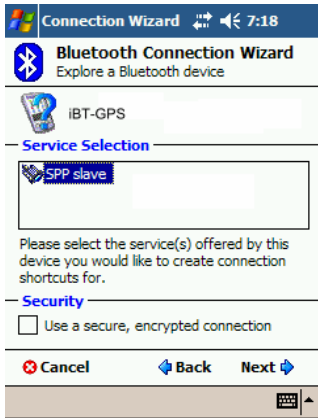 Connection Wizard 7:18
Bluetooth Connection Wizard
Explore a Bluetooth device
iBT-GPS
Service Selection
SPP slave
Please select the service(s) offered by this
device you would like to create connection
shortcuts for.
Security
Use a secure, encrypted connection
Cancel Back Next